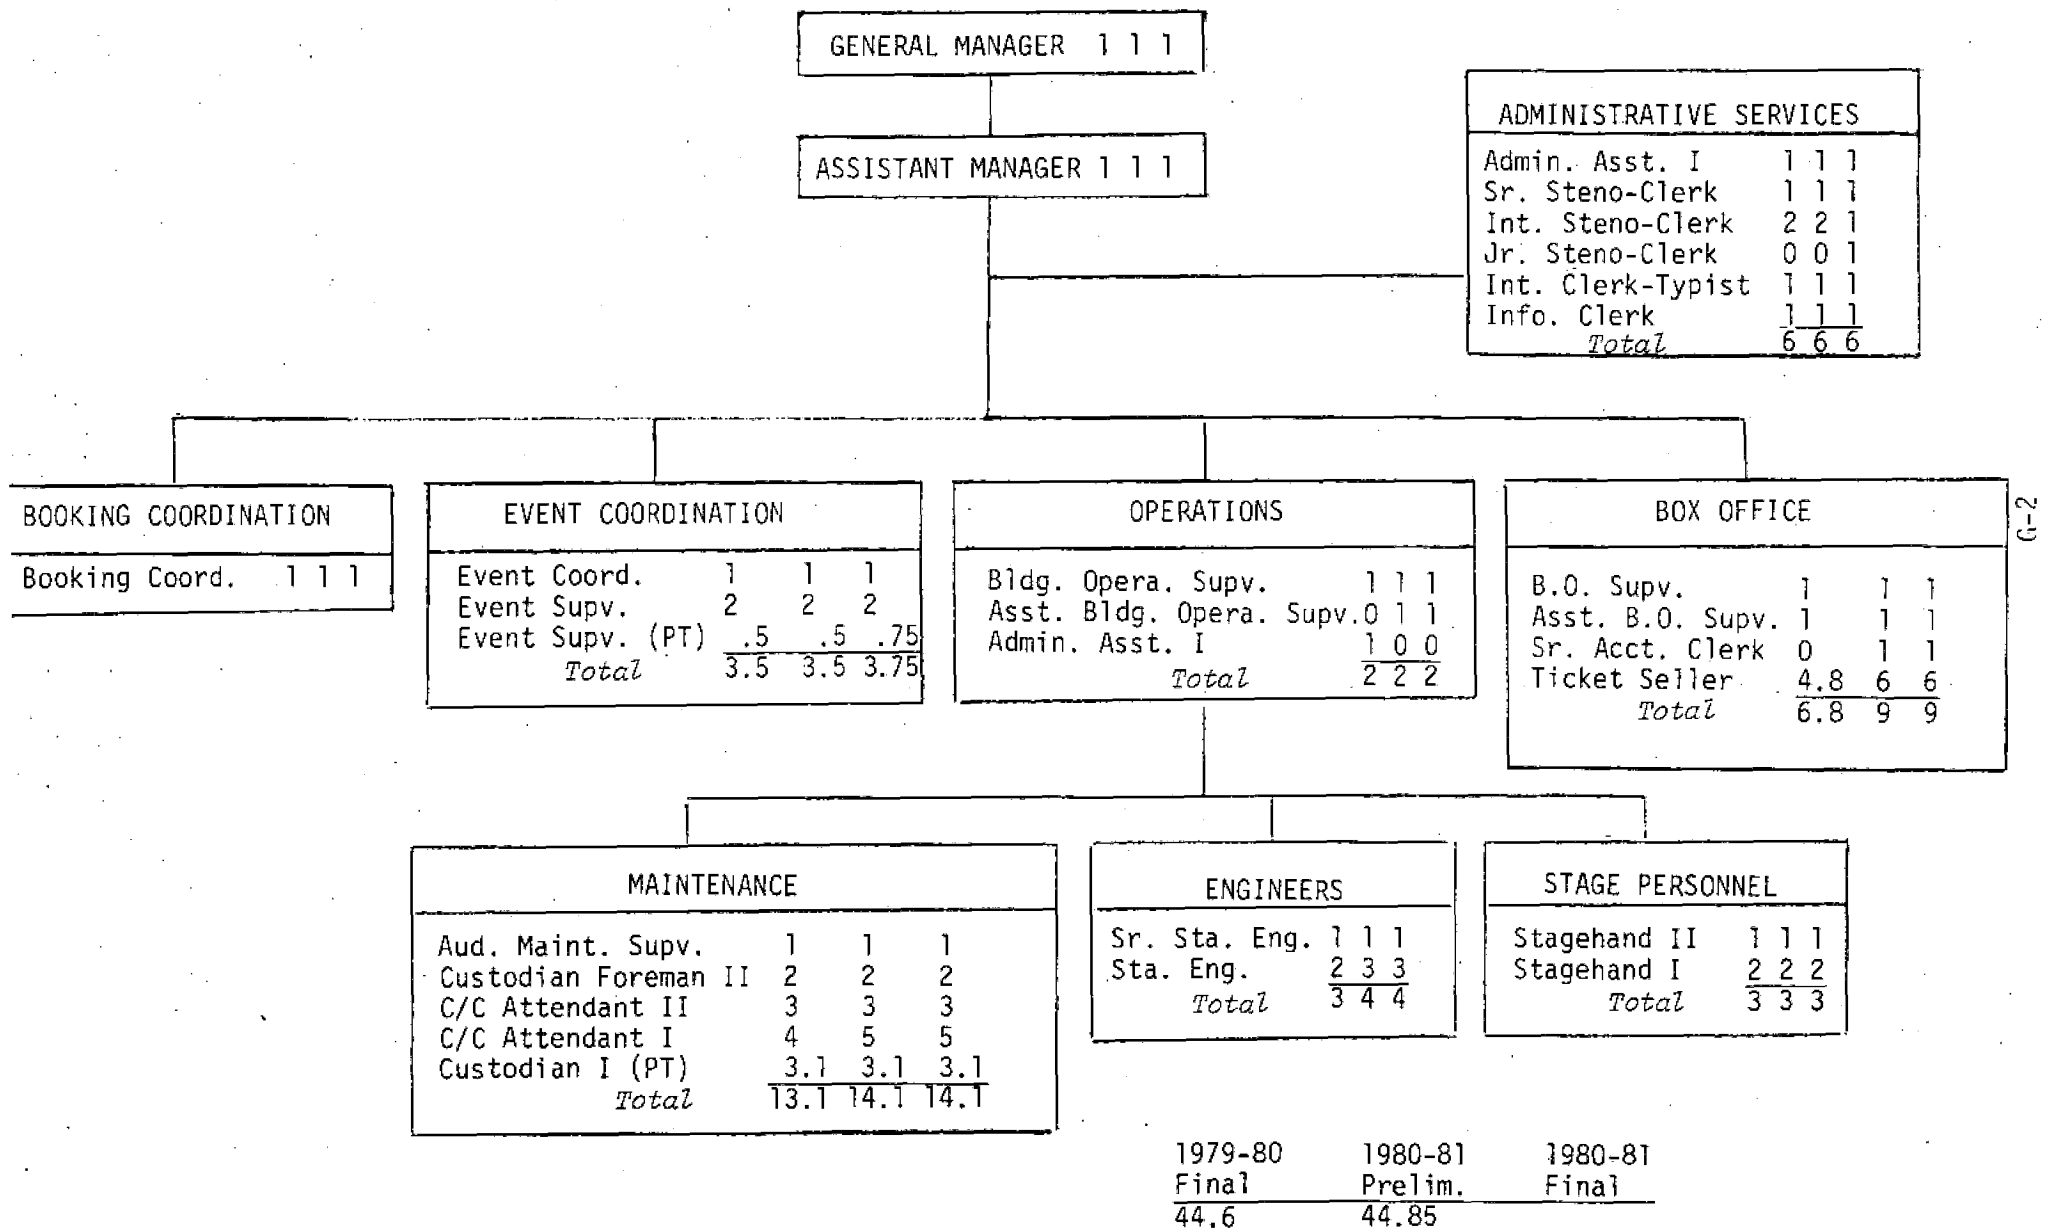 GENERAL MANAGER 1 1 1
ASSISTANT MANAGER 1 1 1
ADMINISTRATIVE SERVICES
Admin. Asst. I 1 1 1
Sr. Steno-Clerk 1 1 1
Int. Steno-Clerk 2 2 1
Jr. Steno-Clerk 0 0 1
Int. Clerk-Typist 1 1 1
Info. Clerk 1 1 1
Total 6 6 6
BOOKING COORDINATION
Booking Coord. 1 1 1
EVENT COORDINATION
Event Coord. 1 1 1
Event Supv. 2 2 2
Event Supv. (PT) .5 .5 .75
Total 3.5 3.5 3.75
OPERATIONS
Bldg. Opera. Supv. 1 1 1
Asst. Bldg. Opera. Supv. 0 1 1
Admin. Asst. I 1 0 0
Total 2 2 2
BOX OFFICE
B.O. Supv. 1 1 1
Asst. B.O. Supv. 1 1 1
Sr. Acct. Clerk 0 1 1
Ticket Seller 4.8 6 6
Total 6.8 9 9
G-2
MAINTENANCE
Aud. Maint. Supv. 1 1 1
Custodian Foreman II 2 2 2
C/C Attendant II 3 3 3
C/C Attendant I 4 5 5
Custodian I (PT) 3.1 3.1 3.1
Total 13.1 14.1 14.1
ENGINEERS
Sr. Sta. Eng. 1 1 1
Sta. Eng. 2 3 3
Total 3 4 4
STAGE PERSONNEL
Stagehand II 1 1 1
Stagehand I 2 2 2
Total 3 3 3
1979-80 1980-81 1980-81
Final Prelim. Final
44.6 44.85